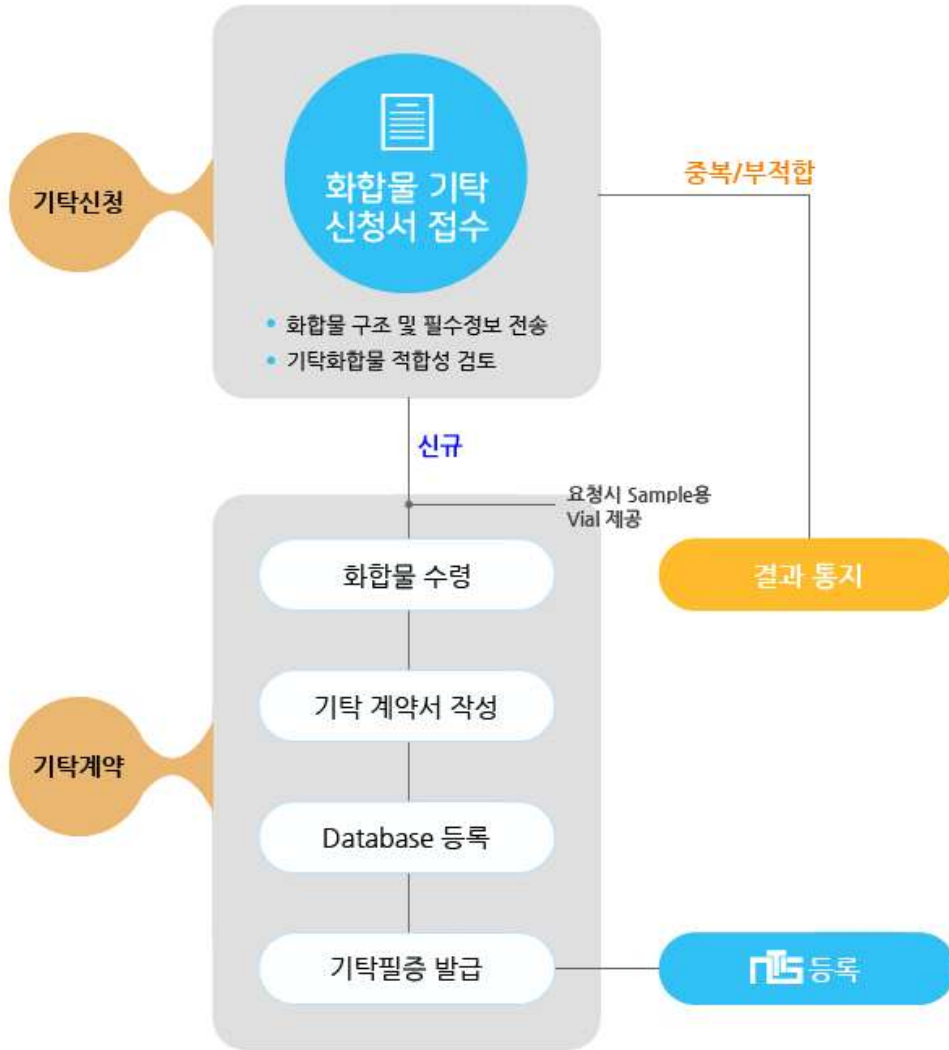 기탁신청
화합물 기탁
신청서 접수
화합물 구조 및 필수정보 전송
기탁화합물 적합성 검토
중복/부적합
신규
요청시 Sample용
Vial 제공
결과 통지
기탁계약
화합물 수령
기탁 계약서 작성
Database 등록
기탁필증 발급
NTIS 등록